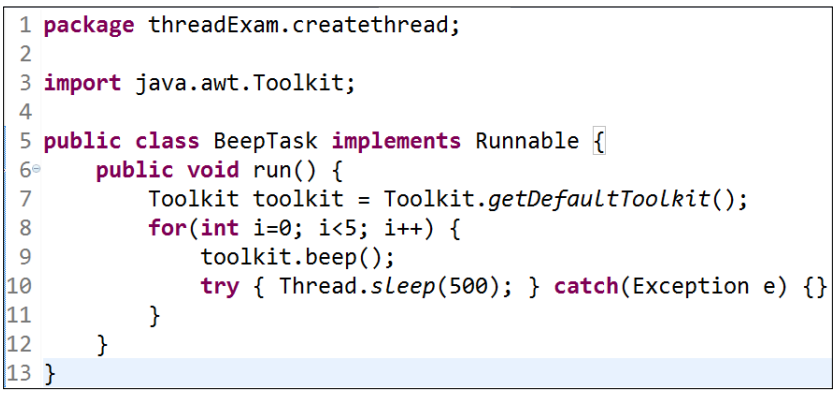 1 package threadExam.createthread;
2
3 import java.awt.Toolkit;
4
5 public class BeepTask implements Runnable {
6     public void run() {
7         Toolkit toolkit = Toolkit.getDefaultToolkit();
8         for(int i=0; i<5; i++) {
9             toolkit.beep();
10             try { Thread.sleep(500); } catch(Exception e) {}
11         }
12     }
13 }